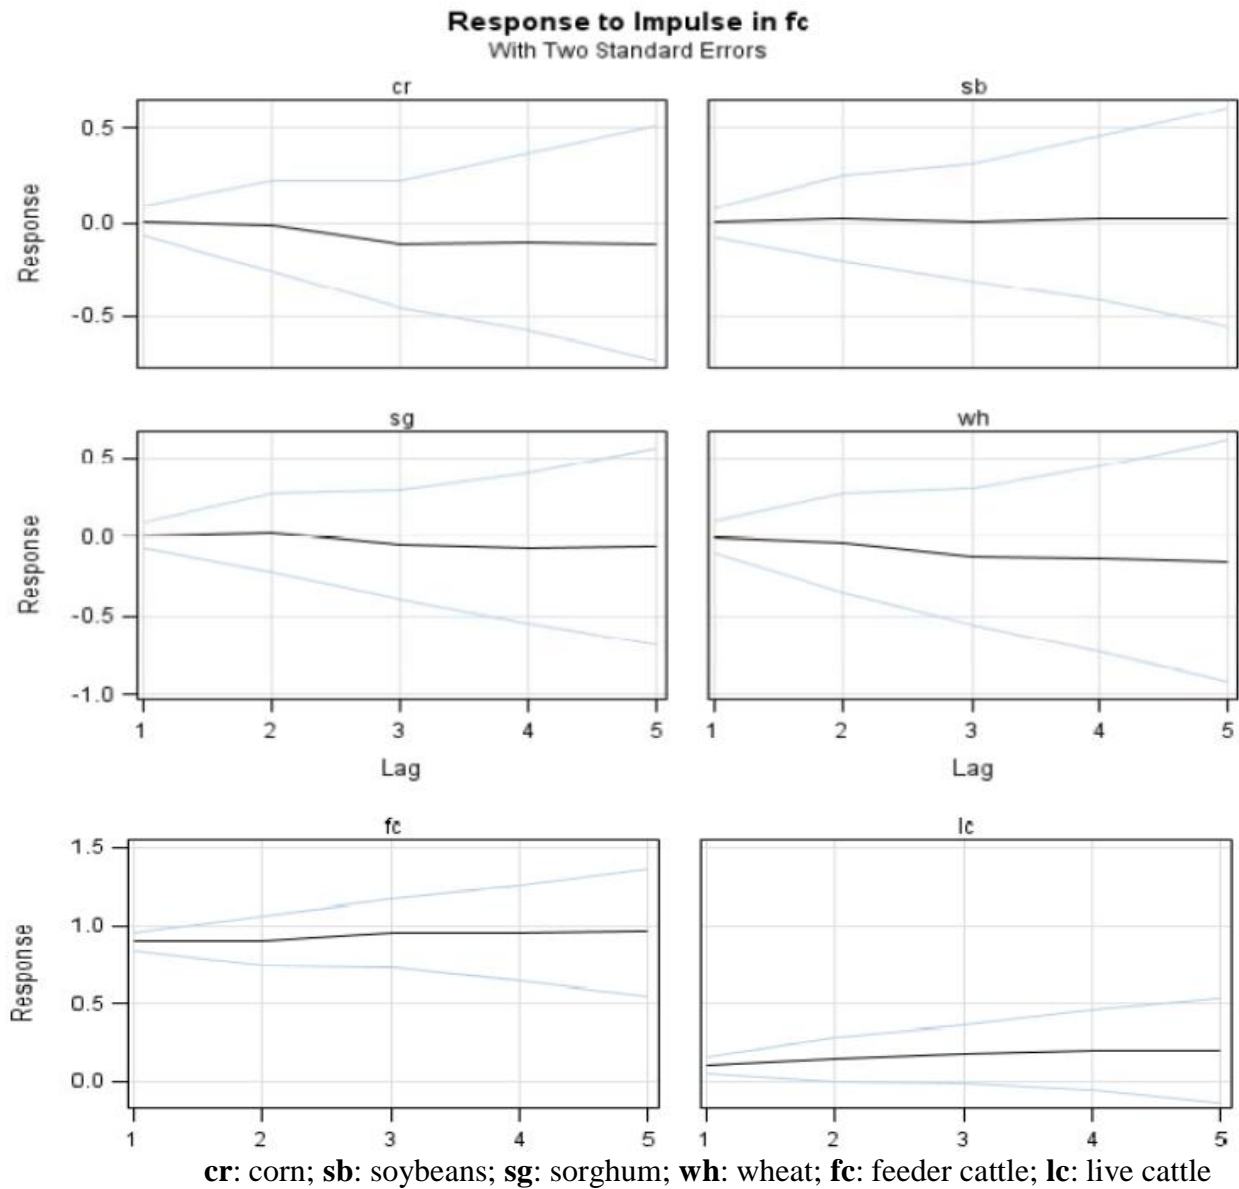 Response to Impulse in fc
With Two Standard Errors
cr
sb
0.5
0.0
-0.5
Response
sg
wh
0.5
0.0
-0.5
-1.0
Response
1 2 3 4 5
1 2 3 4 5
Lag
Lag
fc
lc
1.5
1.0
0.5
0.0
Response
1 2 3 4 5
1 2 3 4 5
cr: corn; sb: soybeans; sg: sorghum; wh: wheat; fc: feeder cattle; lc: live cattle